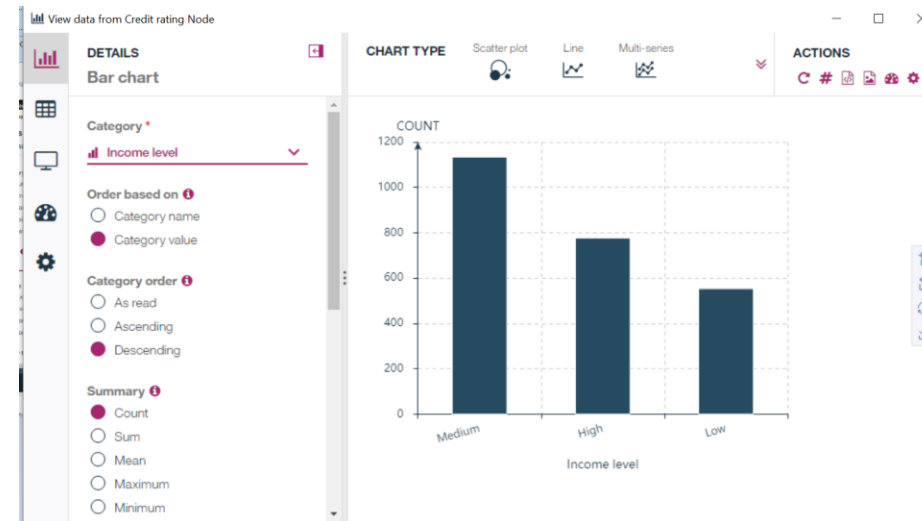 View data from Credit rating Node
DETAILS
Bar chart
Category *
Income level
Order based on
Category name
Category value
Category order
As read
Ascending
Descending
Summary
Count
Sum
Mean
Maximum
Minimum
CHART TYPE
Scatter plot
Line
Multi-series
ACTIONS
COUNT
1200
1000
800
600
400
200
0
Medium
High
Low
Income level